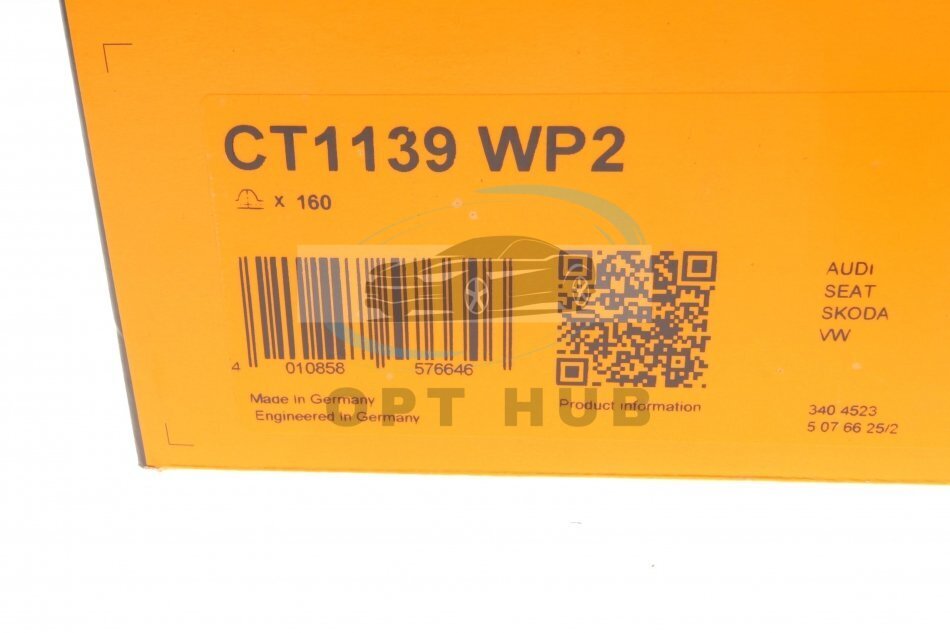 CT1139 WP2
x 160
AUDI
SEAT
SKODA
VW
4 010858 576646
Made in Germany
Engineered in Germany
Product information
OPT HUB
340 4523
5 07 66 25/2